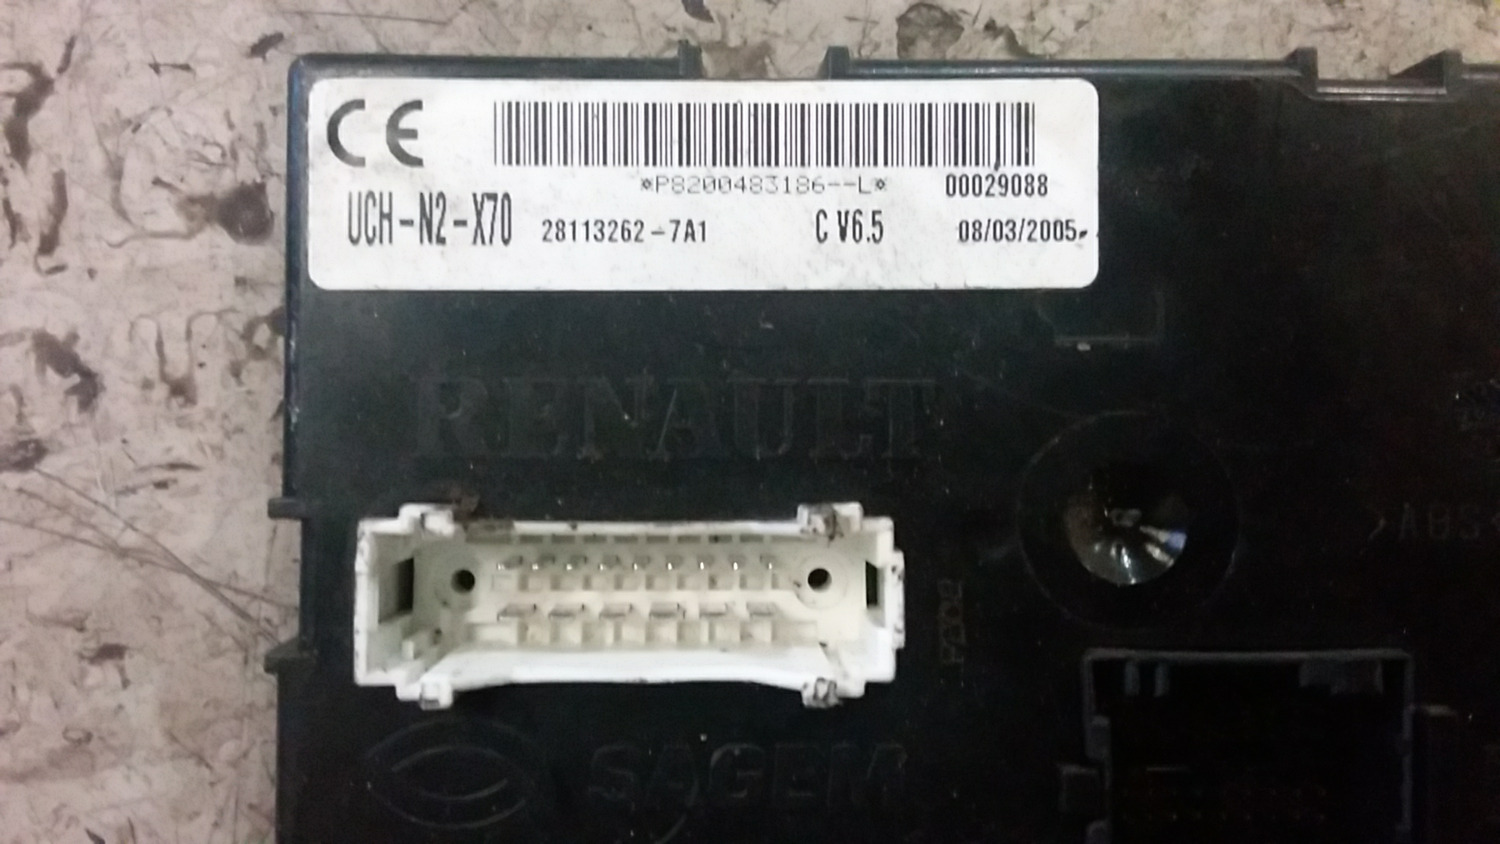 CE
*P8200483186--L* 00029088
UCH-N2-X70 28113262-7A1 C V6.5 08/03/2005
RENAULT
SAGEM